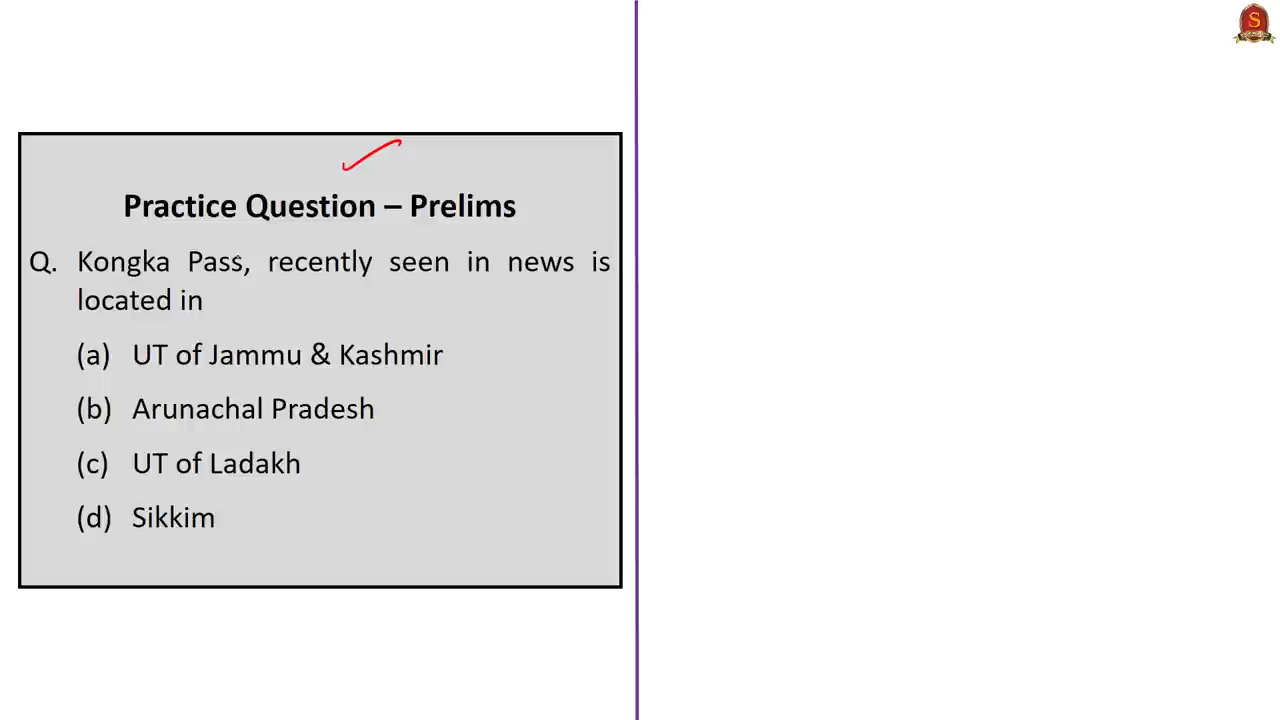 S
Practice Question – Prelims
Q. Kongka Pass, recently seen in news is
located in
(a) UT of Jammu & Kashmir
(b) Arunachal Pradesh
(c) UT of Ladakh
(d) Sikkim